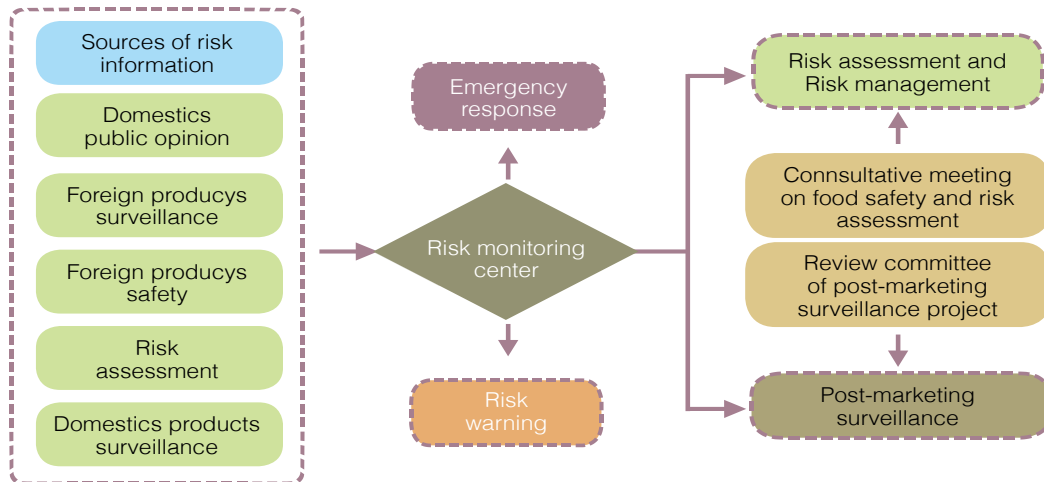 Sources of risk
information
Domestics
public opinion
Foreign producys
surveillance
Foreign producys
safety
Risk
assessment
Domestics products
surveillance
Emergency
response
Risk monitoring
center
Risk
warning
Risk assessment and
Risk management
Connsultative meeting
on food safety and risk
assessment
Review committee
of post-marketing
surveillance project
Post-marketing
surveillance